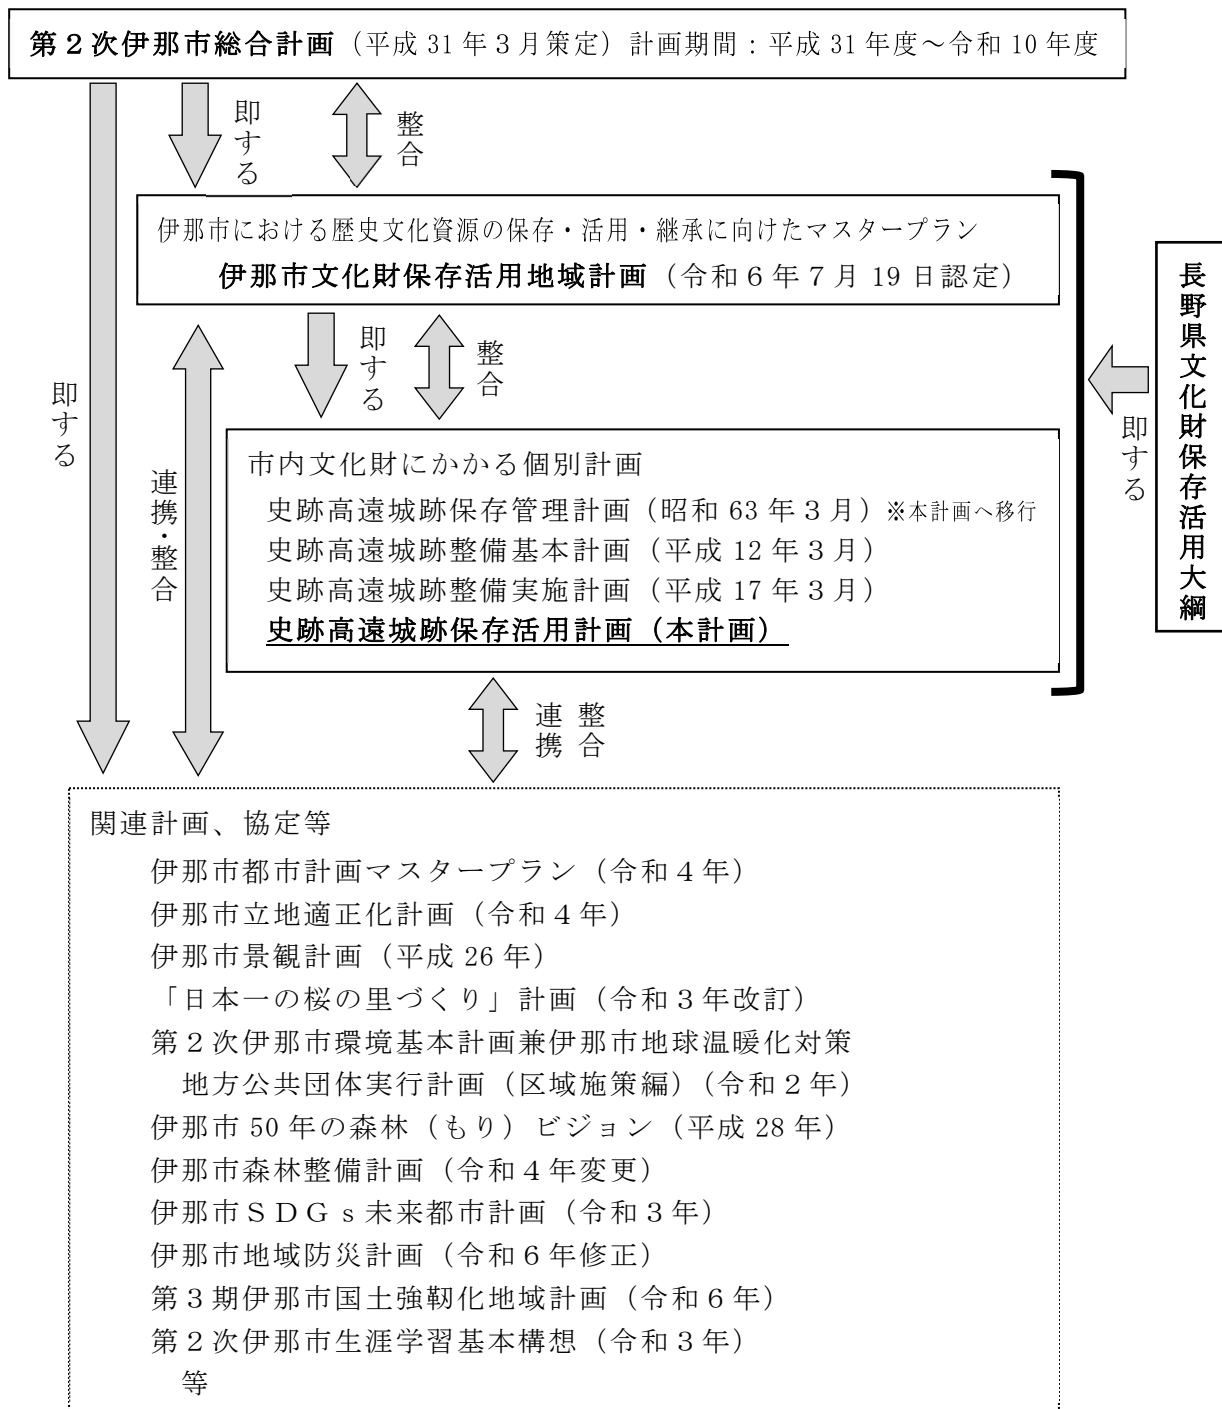 第２次伊那市総合計画（平成 31 年３月策定）計画期間：平成 31 年度～令和 10 年度
即する
整合
伊那市における歴史文化資源の保存・活用・継承に向けたマスタープラン
伊那市文化財保存活用地域計画（令和６年７月 19 日認定）
長野県文化財保存活用大綱
即する
即する
整合
即する
連携・整合
市内文化財にかかる個別計画
史跡高遠城跡保存管理計画（昭和 63 年３月）※本計画へ移行
史跡高遠城跡整備基本計画（平成 12 年３月）
史跡高遠城跡整備実施計画（平成 17 年３月）
史跡高遠城跡保存活用計画（本計画）
整合
連携
関連計画、協定等
伊那市都市計画マスタープラン（令和４年）
伊那市立地適正化計画（令和４年）
伊那市景観計画（平成 26 年）
「日本一の桜の里づくり」計画（令和３年改訂）
第２次伊那市環境基本計画兼伊那市地球温暖化対策
地方公共団体実行計画（区域施策編）（令和２年）
伊那市 50 年の森林（もり）ビジョン（平成 28 年）
伊那市森林整備計画（令和４年変更）
伊那市ＳＤＧｓ未来都市計画（令和３年）
伊那市地域防災計画（令和６年修正）
第３期伊那市国土強靱化地域計画（令和６年）
第２次伊那市生涯学習基本構想（令和３年）
等